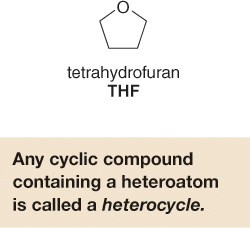 O
tetrahydrofuran
THF
Any cyclic compound
containing a heteroatom
is called a heterocycle.